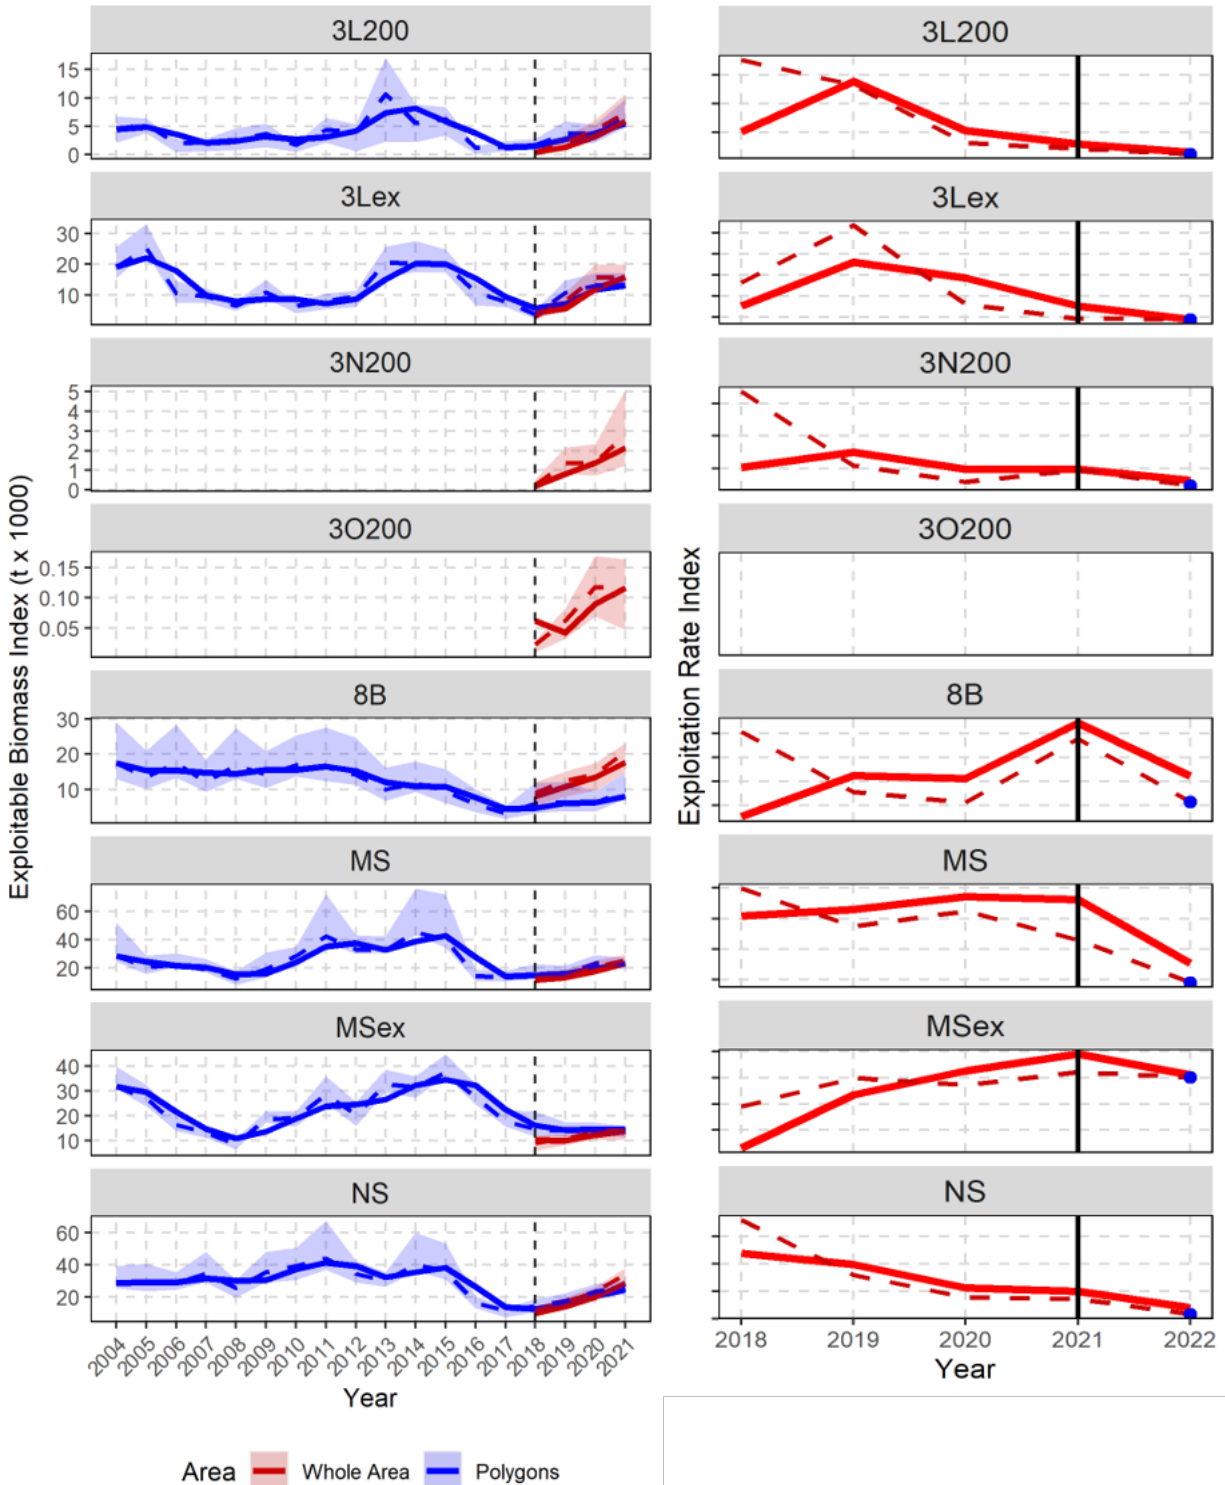 3L200
15
10
5
0
3Lex
30
20
10
3N200
5
4
3
2
1
0
3O200
0.15
0.10
0.05
8B
30
20
10
MS
60
40
20
MSex
40
30
20
10
NS
60
40
20
2004
2005
2006
2007
2008
2009
2010
2011
2012
2013
2014
2015
2016
2017
2018
2019
2020
2021
Year
Exploitable Biomass Index (t x 1000)
Area Whole Area Polygons
3L200
3Lex
3N200
3O200
8B
MS
MSex
NS
2018 2019 2020 2021 2022
Year
Exploitation Rate Index